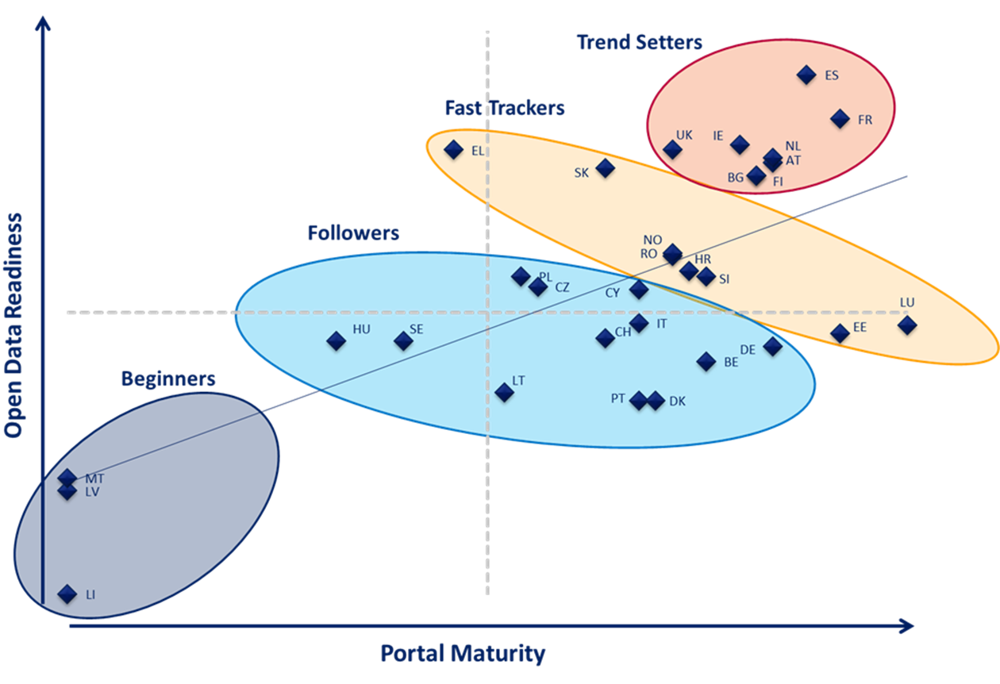 Trend Setters
ES
Fast Trackers
FR
UK
IE
EL
NL
AT
SK
BG
FI
Open Data Readiness
Followers
NO
RO
HR
SI
PL
CZ
CY
LU
HU
SE
IT
CH
EE
DE
BE
Beginners
LT
PT
DK
MT
LV
LI
Portal Maturity